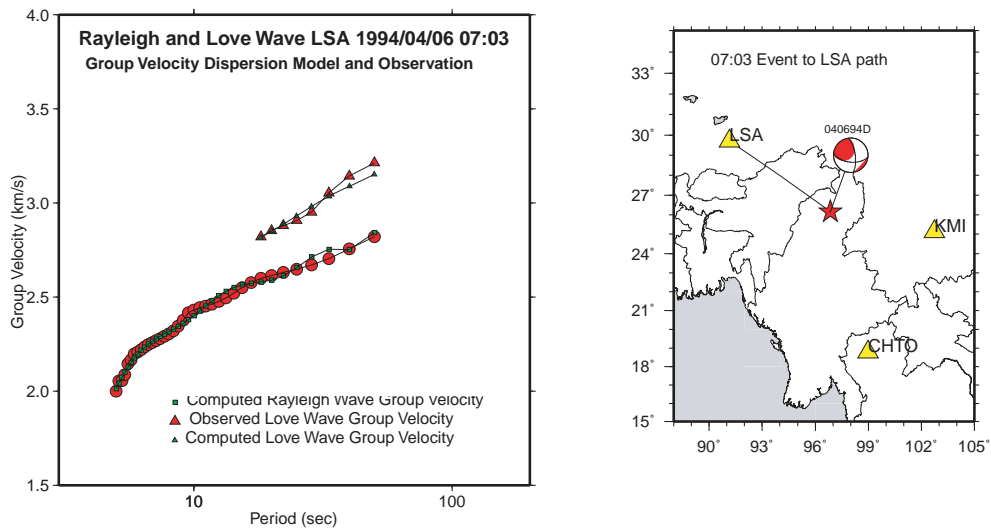 Rayleigh and Love Wave LSA 1994/04/06 07:03
Group Velocity Dispersion Model and Observation
4.0
3.5
3.0
2.5
2.0
1.5
Group Velocity (km/s)
Computed Rayleigh Wave Group Velocity
Observed Love Wave Group Velocity
Computed Love Wave Group Velocity
10
100
Period (sec)
07:03 Event to LSA path
33°
30°
27°
24°
21°
18°
15°
LSA
040694D
KMI
CHTO
90°
93°
96°
99°
102°
105°